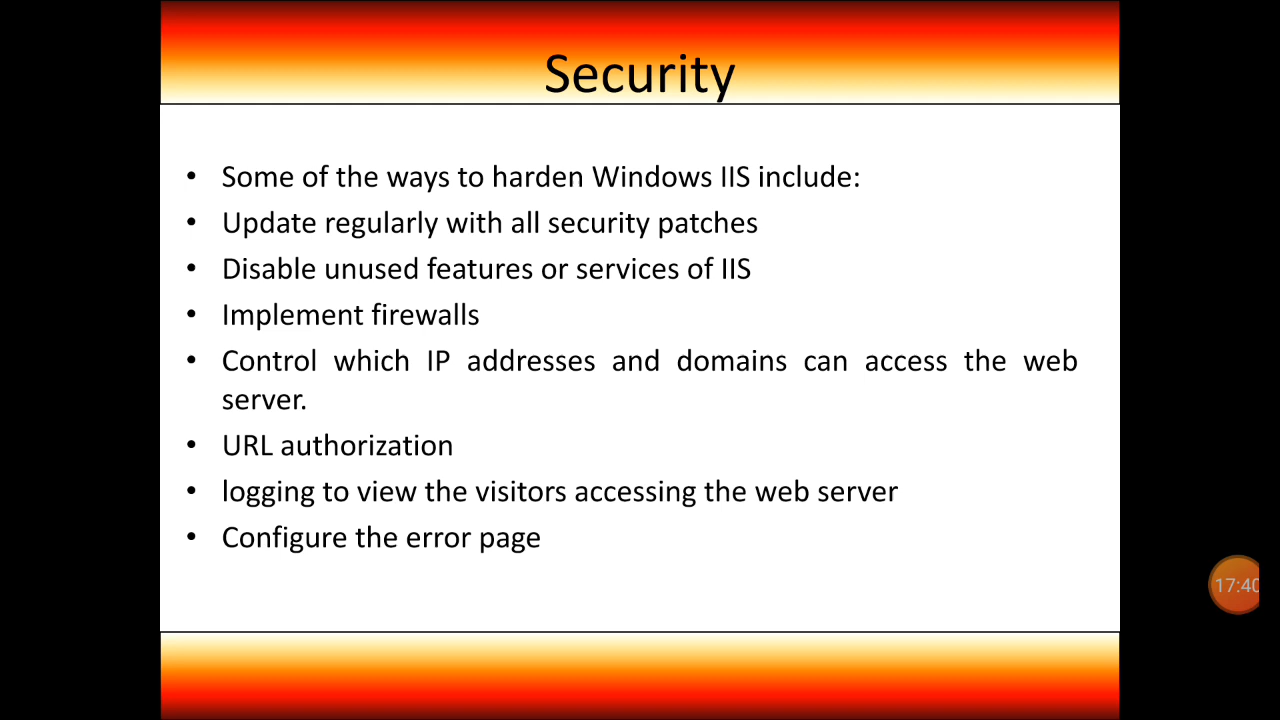 Security
• Some of the ways to harden Windows IIS include:
• Update regularly with all security patches
• Disable unused features or services of IIS
• Implement firewalls
• Control which IP addresses and domains can access the web
server.
• URL authorization
• logging to view the visitors accessing the web server
• Configure the error page
17:40